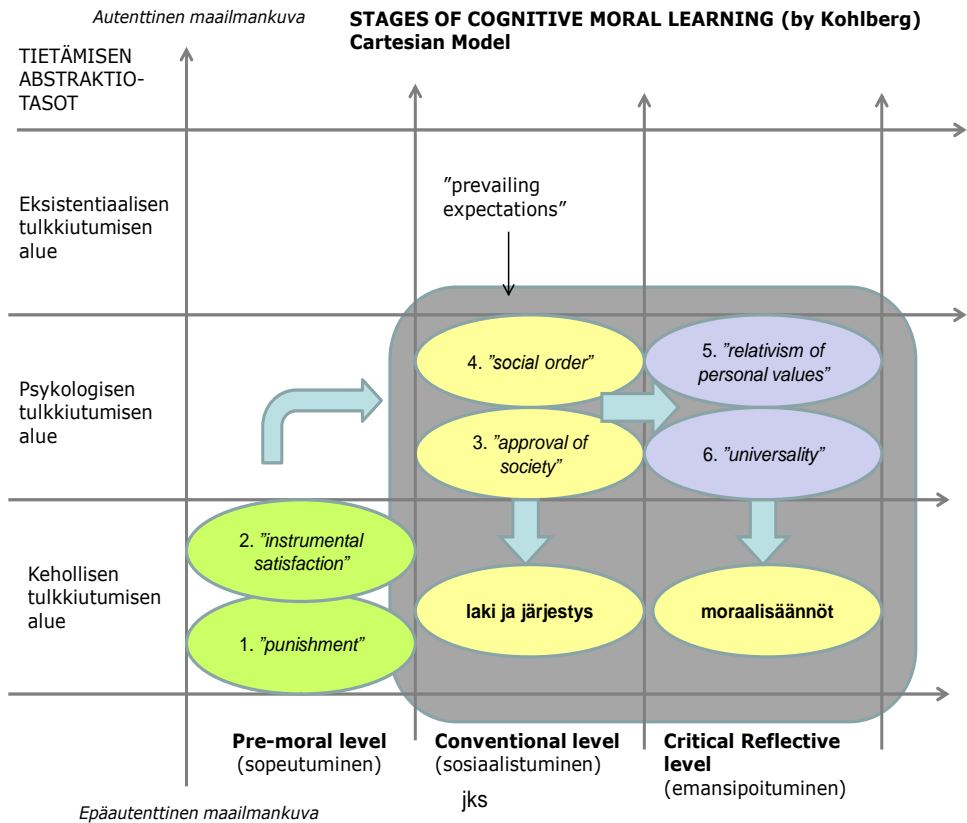 Autenttinen maailmankuva
STAGES OF COGNITIVE MORAL LEARNING (by Kohlberg)
Cartesian Model
TIETÄMISEN
ABSTRAKTIO-
TASOT
Eksistentiaalisen
tulkkiutumisen
alue
”prevailing
expectations”
Psykologisen
tulkkiutumisen
alue
4. ”social order”
5. ”relativism of
personal values”
3. ”approval of
society”
6. ”universality”
Kehollisen
tulkkiutumisen
alue
2. ”instrumental
satisfaction”
1. ”punishment”
laki ja järjestys
moraalisäännöt
Pre-moral level
(sopeutuminen)
Conventional level
(sosiaalistuminen)
Critical Reflective
level
(emansipoituminen)
jks
Epäautenttinen maailmankuva